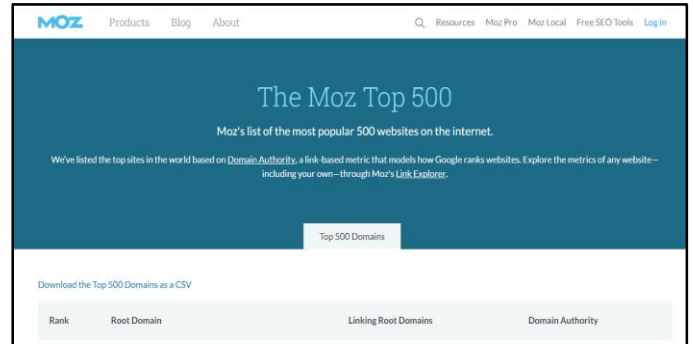 MOZ Products Blog About Resources Moz Pro Moz Local Free SEO Tools Log in
The Moz Top 500
Moz's list of the most popular 500 websites on the internet.
We've listed the top sites in the world based on Domain Authority, a link-based metric that models how Google ranks websites. Explore the metrics of any website—
including your own—through Moz's Link Explorer.
Top 500 Domains
Download the Top 500 Domains as a CSV
Rank Root Domain Linking Root Domains Domain Authority